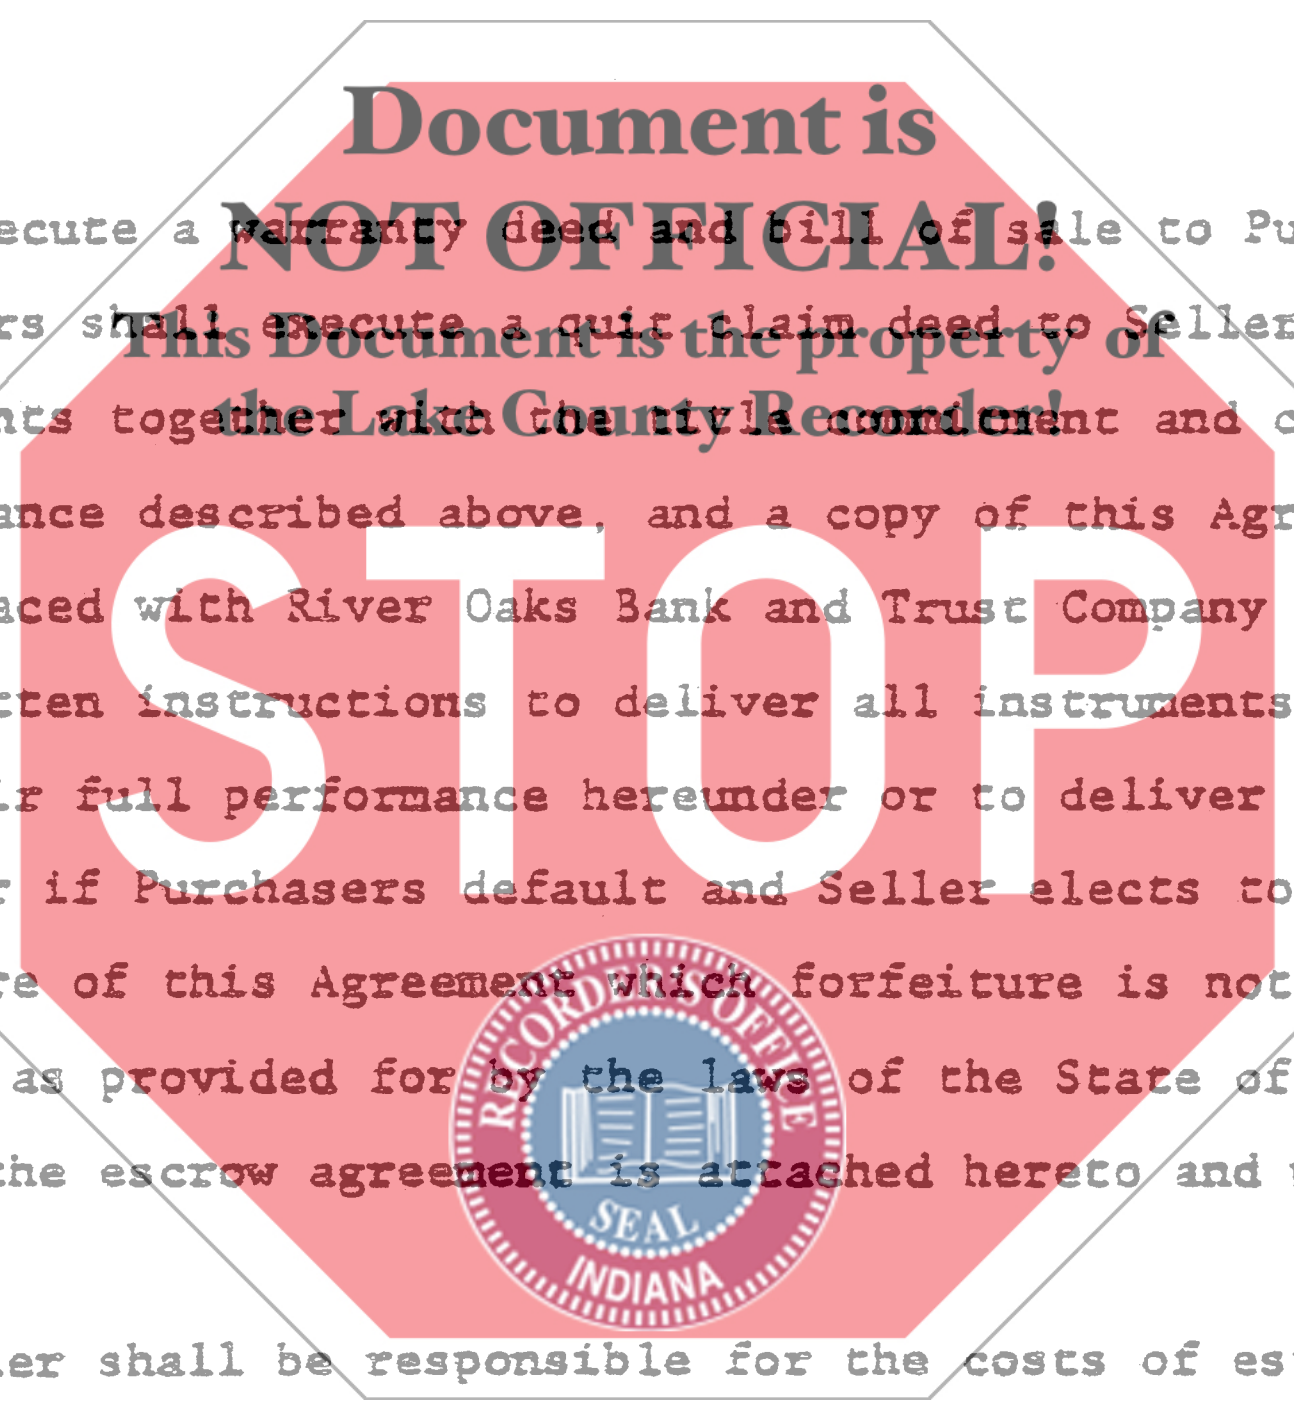 Document is
NOT OFFICIAL!
ecute a warranty deed and bill of sale to Pu
rs shall execute a quit claim deed to Seller
This Document is the property of
nts together with the title commitment and c
the Lake County Recorder!
ance described above, and a copy of this Agr
aced with River Oaks Bank and Trust Company
tten instructions to deliver all instruments
ir full performance hereunder or to deliver
r if Purchasers default and Seller elects to
re of this Agreement which forfeiture is not
as provided for by the laws of the State of
the escrow agreement is attached hereto and
ler shall be responsible for the costs of es
STOP
RECORDER'S OFFICE
SEAL
INDIANA